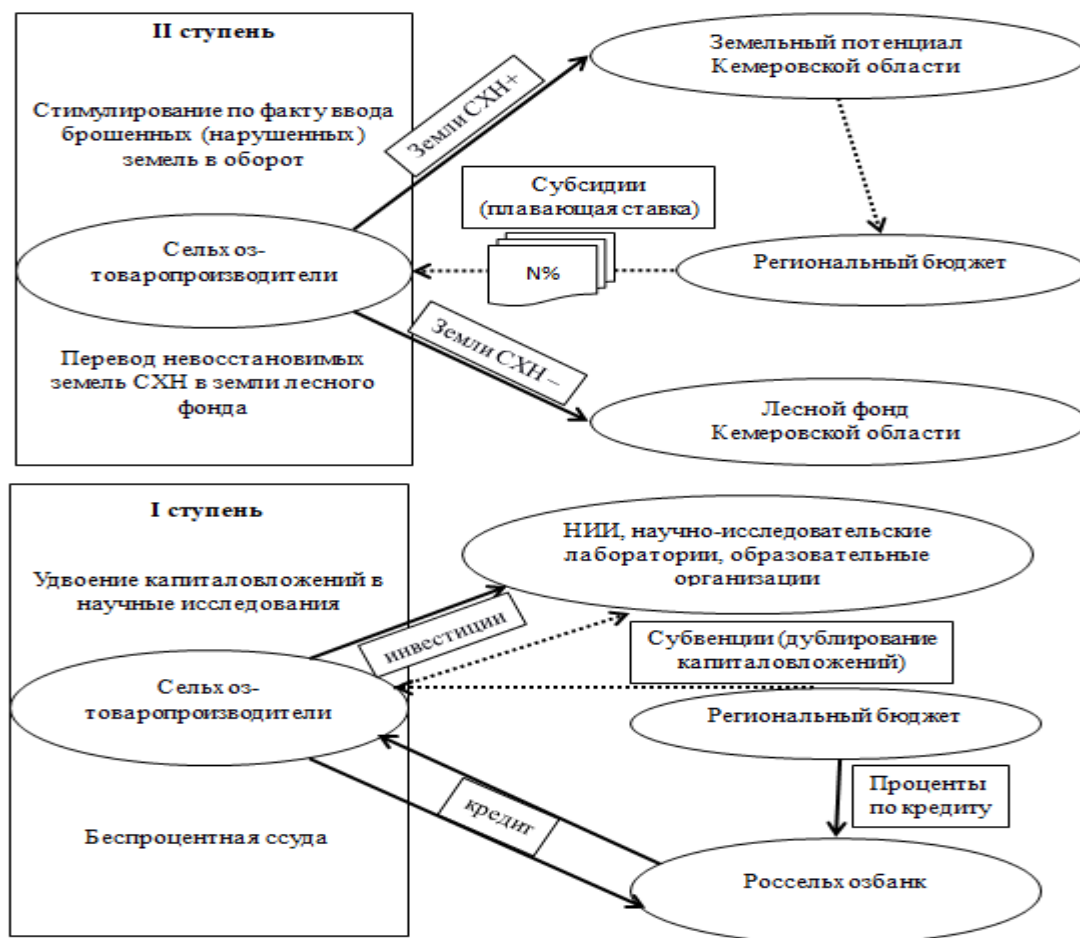 II ступень
Стимулирование по факту ввода
брошенных (нарушенных)
земель в оборот
Сельхоз-
товаропроизводители
Перевод невосстановимых
земель СХН в земли лесного
фонда
Земли СХН+
Земельный потенциал
Кемеровской области
Субсидии
(плавающая ставка)
N%
Региональный бюджет
Земли СХН –
Лесной фонд
Кемеровской области
I ступень
Удвоение капиталовложений в
научные исследования
Сельхоз-
товаропроизводители
Беспроцентная ссуда
НИИ, научно-исследовательские
лаборатории, образовательные
организации
инвестиции
Субвенции (дублирование
капиталовложений)
Региональный бюджет
Проценты
по кредиту
кредит
Россельхозбанк